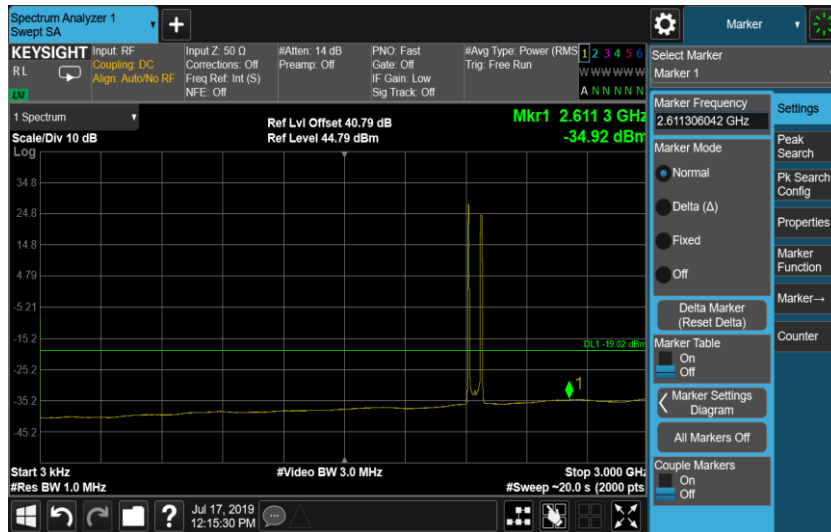 Spectrum Analyzer 1
Swept SA
+
Marker
KEYSIGHT
R L
LXI
Input: RF
Coupling: DC
Align: Auto/No RF
Input Z: 50 Ω
Corrections: Off
Freq Ref: Int (S)
NFE: Off
#Atten: 14 dB
Preamp: Off
PNO: Fast
Gate: Off
IF Gain: Low
Sig Track: Off
#Avg Type: Power (RMS
Trig: Free Run
1 2 3 4 5 6
W W W W W W
A N N N N N
Select Marker
Marker 1
1 Spectrum
Scale/Div 10 dB
Log
Ref Lvl Offset 40.79 dB
Ref Level 44.79 dBm
Mkr1 2.611 3 GHz
-34.92 dBm
34.8
24.8
14.8
4.79
-5.21
-15.2
-25.2
-35.2
-45.2
DL1 -19.02 dBm
1
Start 3 kHz
#Res BW 1.0 MHz
#Video BW 3.0 MHz
Stop 3.000 GHz
#Sweep ~20.0 s (2000 pts
Marker Frequency
2.611306042 GHz
Marker Mode
Normal
Delta (Δ)
Fixed
Off
Delta Marker
(Reset Delta)
Marker Table
On
Off
Marker Settings
Diagram
All Markers Off
Couple Markers
On
Off
Settings
Peak
Search
Pk Search
Config
Properties
Marker
Function
Marker→
Counter
?
Jul 17, 2019
12:15:30 PM